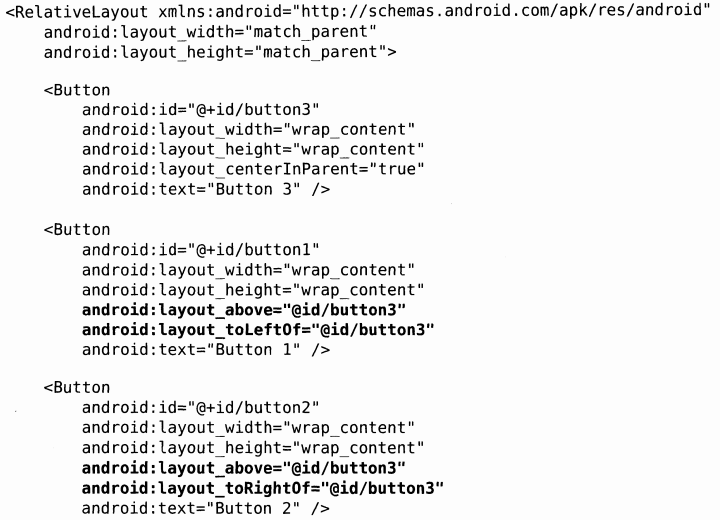 <RelativeLayout xmlns:android="http://schemas.android.com/apk/res/android"
    android:layout_width="match_parent"
    android:layout_height="match_parent">

    <Button
        android:id="@+id/button3"
        android:layout_width="wrap_content"
        android:layout_height="wrap_content"
        android:layout_centerInParent="true"
        android:text="Button 3" />

    <Button
        android:id="@+id/button1"
        android:layout_width="wrap_content"
        android:layout_height="wrap_content"
        android:layout_above="@id/button3"
        android:layout_toLeftOf="@id/button3"
        android:text="Button 1" />

    <Button
        android:id="@+id/button2"
        android:layout_width="wrap_content"
        android:layout_height="wrap_content"
        android:layout_above="@id/button3"
        android:layout_toRightOf="@id/button3"
        android:text="Button 2" />